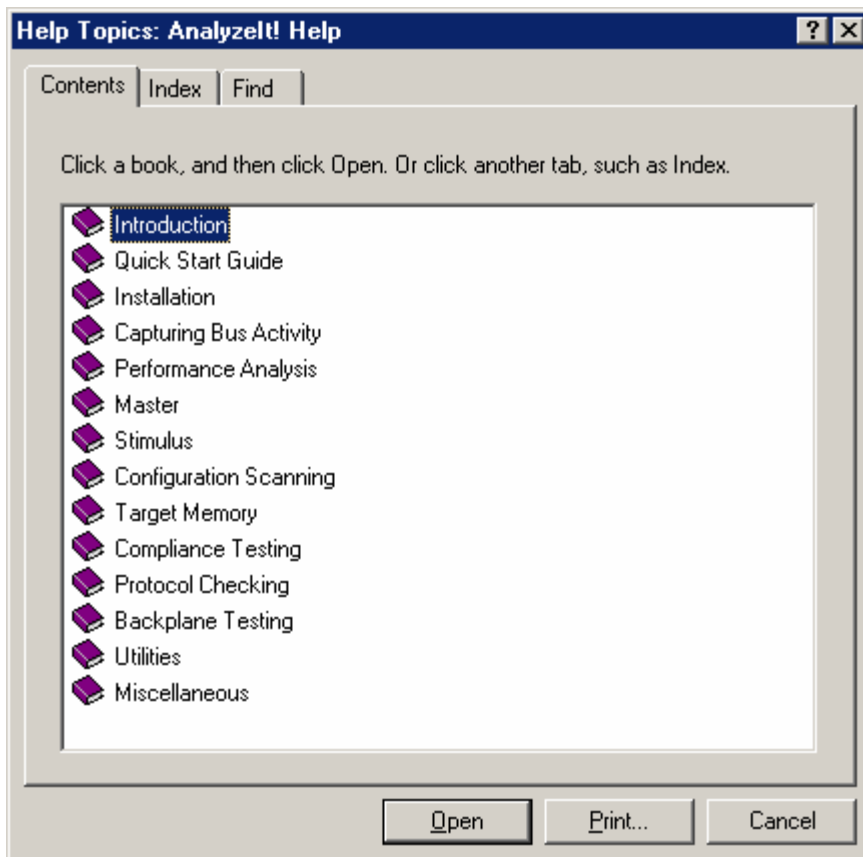 Help Topics: AnalyzeIt! Help
Contents Index Find
Click a book, and then click Open. Or click another tab, such as Index.
Introduction
Quick Start Guide
Installation
Capturing Bus Activity
Performance Analysis
Master
Stimulus
Configuration Scanning
Target Memory
Compliance Testing
Protocol Checking
Backplane Testing
Utilities
Miscellaneous
Open Print... Cancel